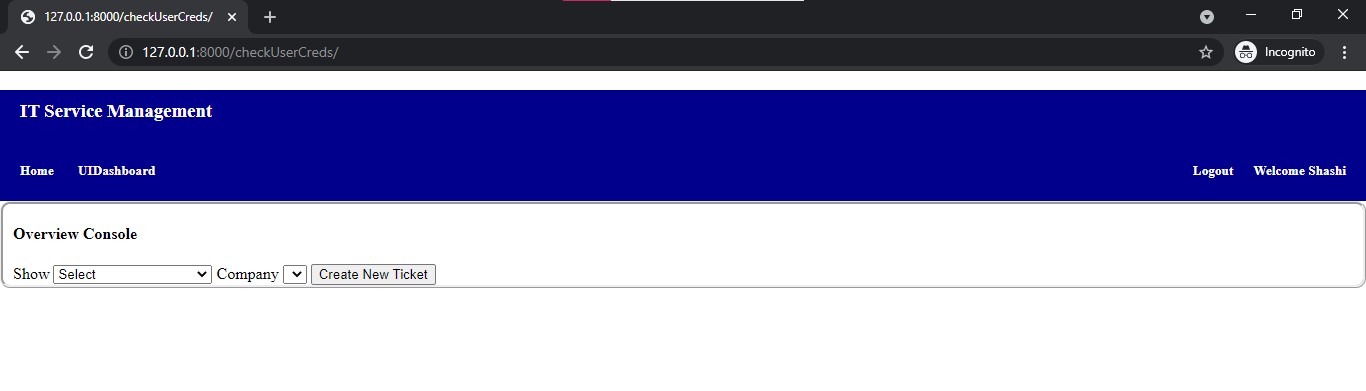 127.0.0.1:8000/checkUserCreds/
127.0.0.1:8000/checkUserCreds/ Incognito
IT Service Management
Home UIDashboard Logout Welcome Shashi
Overview Console
Show Select Company Create New Ticket